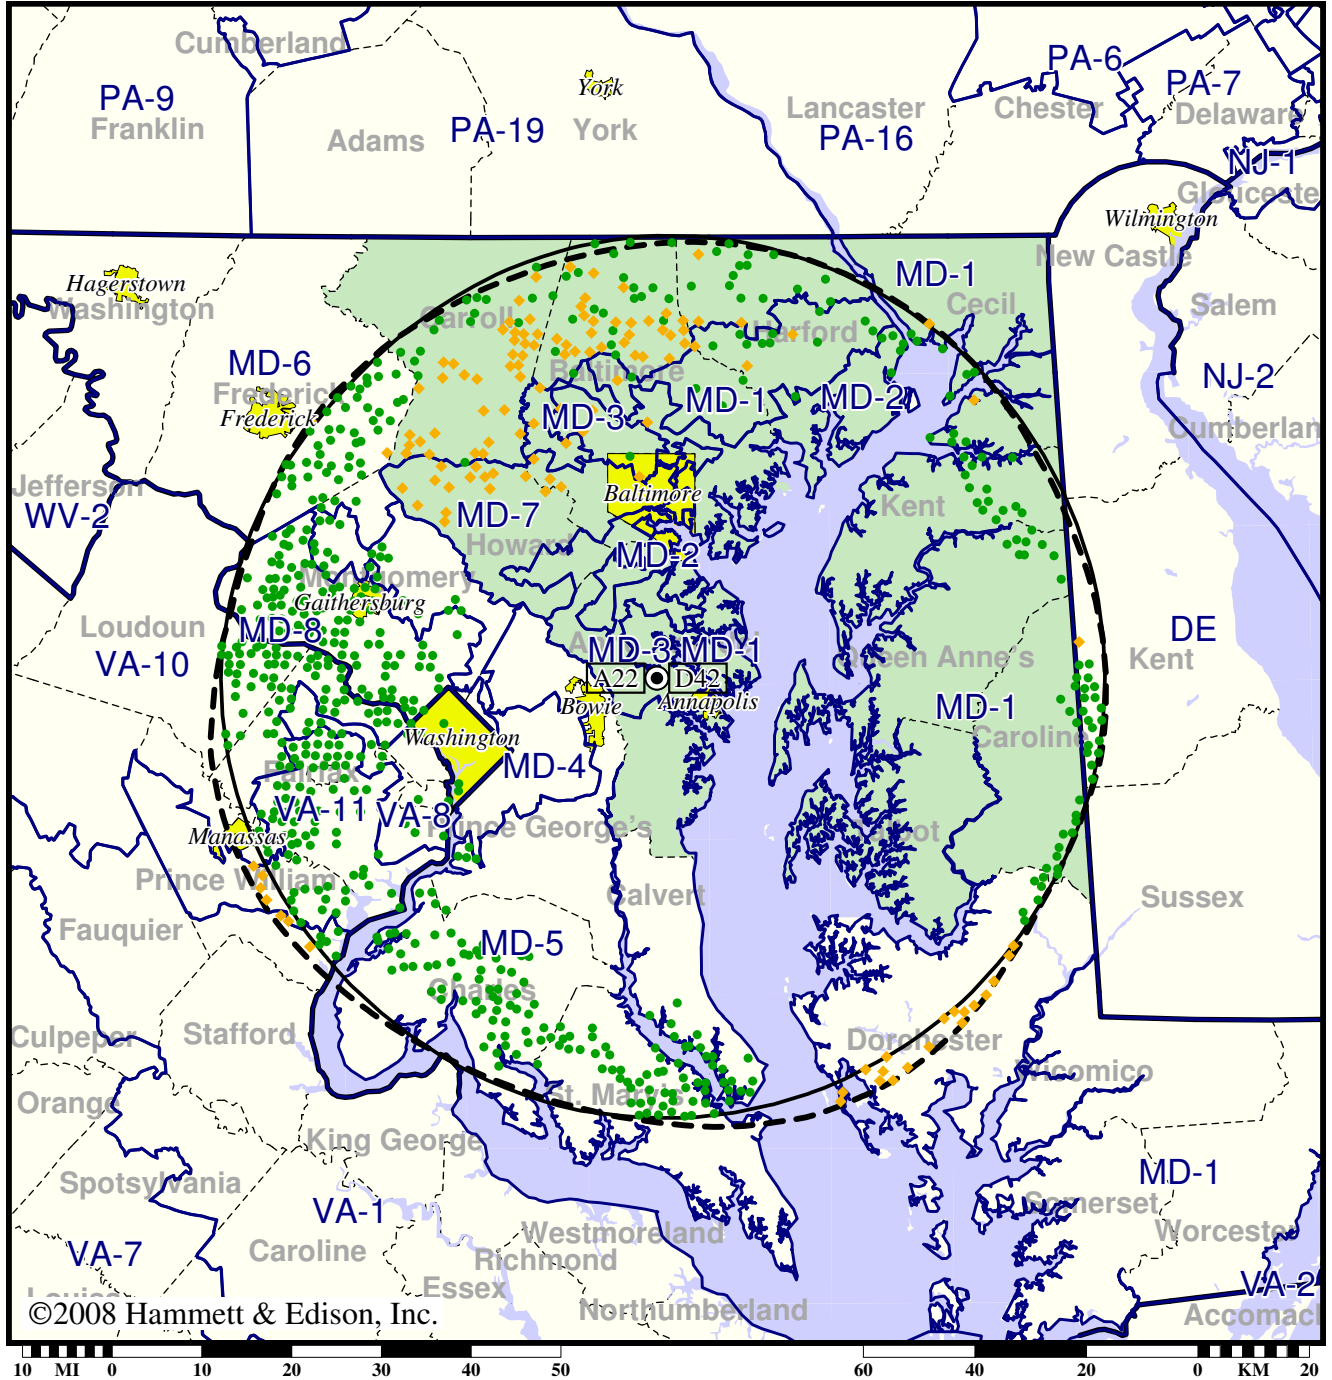 Cumberland
PA-9
Franklin
Adams
PA-19
York
York
Lancaster
PA-16
PA-6
Chester
PA-7
Delaware
NJ-1
Wilmington
New Castle
Salem
NJ-2
Hagerstown
Washington
MD-6
Frederick
Frederick
Carroll
Harford
MD-1
Cecil
Baltimore
MD-3
MD-1
MD-2
Jefferson
WV-2
Baltimore
MD-7
Howard
MD-2
Kent
Montgomery
Gaithersburg
MD-8
Loudoun
VA-10
MD-3
MD-1
A22
D42
Bowie
Annapolis
Queen Anne's
DE
Kent
MD-1
Caroline
Washington
MD-4
Fairfax
VA-11
VA-8
Prince George's
Manassas
Prince William
Talbot
Calvert
Sussex
Fauquier
MD-5
Charles
Culpeper
Stafford
Dorchester
Wicomico
Orange
St. Mary's
King George
Spotsylvania
VA-1
MD-1
Somerset
Worcester
Westmoreland
Richmond
Caroline
VA-7
Essex
Northumberland
VA-2
©2008 Hammett & Edison, Inc.
10 MI 0 10 20 30 40 50 60 40 20 0 KM 20